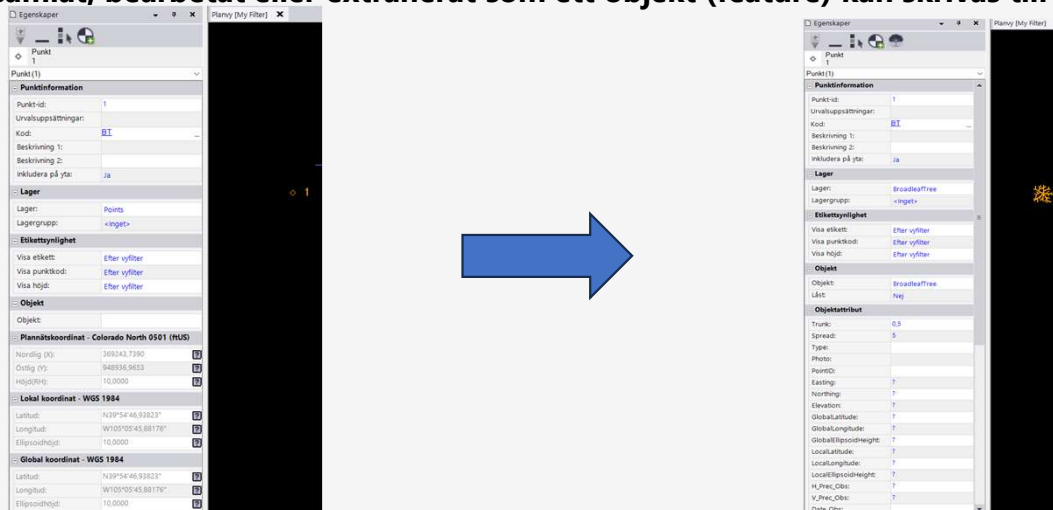 samlat, bearbetat eller extraherat som ett objekt (feature) kan skrivas till
Egenskaper
Planvy [My Filter]
Punkt
1
Punkt (1)
Punktinformation
Punkt-id: 1
Urvalsuppsättningar:
Kod: BT
Beskrivning 1:
Beskrivning 2:
Inkludera på yta: Ja
Lager
Lager: Points
Lagergrupp: <Inget>
Etikettsynlighet
Visa etikett: Efter vyfilter
Visa punktkod: Efter vyfilter
Visa höjd: Efter vyfilter
Objekt
Objekt:
Plannätskoordinat - Colorado North 0501 (ftUS)
Nordlig (X): 369243,7390
Östlig (Y): 948936,9653
Höjd(RH): 10,0000
Lokal koordinat - WGS 1984
Latitud: N39°54'46,93823"
Longitud: W105°05'45,88176"
Ellipsoidhöjd: 10,0000
Global koordinat - WGS 1984
Latitud: N39°54'46,93823"
Longitud: W105°05'45,88176"
Ellipsoidhöjd: 10,0000
1
Egenskaper
Planvy [My Filter]
Punkt
1
Punkt (1)
Punktinformation
Punkt-id: 1
Urvalsuppsättningar:
Kod: BT
Beskrivning 1:
Beskrivning 2:
Inkludera på yta: Ja
Lager
Lager: BroadleafTree
Lagergrupp: <Inget>
Etikettsynlighet
Visa etikett: Efter vyfilter
Visa punktkod: Efter vyfilter
Visa höjd: Efter vyfilter
Objekt
Objekt: BroadleafTree
Låst: Nej
Objektattribut
Trunk: 0,5
Spread: 5
Type:
Photo:
PointID:
Easting: ?
Northing: ?
Elevation: ?
GlobalLatitude: ?
GlobalLongitude: ?
GlobalEllipsoidHeight: ?
LocalLatitude: ?
LocalLongitude: ?
LocalEllipsoidHeight: ?
H_Prec_Obs: ?
V_Prec_Obs: ?